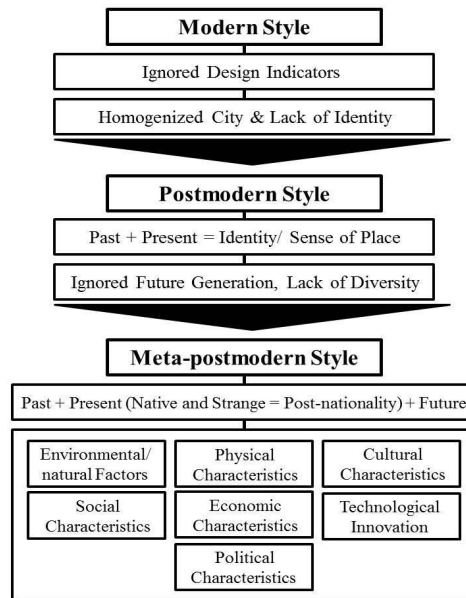 Modern Style
Ignored Design Indicators
Homogenized City & Lack of Identity
Postmodern Style
Past + Present = Identity/ Sense of Place
Ignored Future Generation, Lack of Diversity
Meta-postmodern Style
Past + Present (Native and Strange = Post-nationality) + Future
Environmental/
natural Factors
Physical
Characteristics
Cultural
Characteristics
Social
Characteristics
Economic
Characteristics
Technological
Innovation
Political
Characteristics